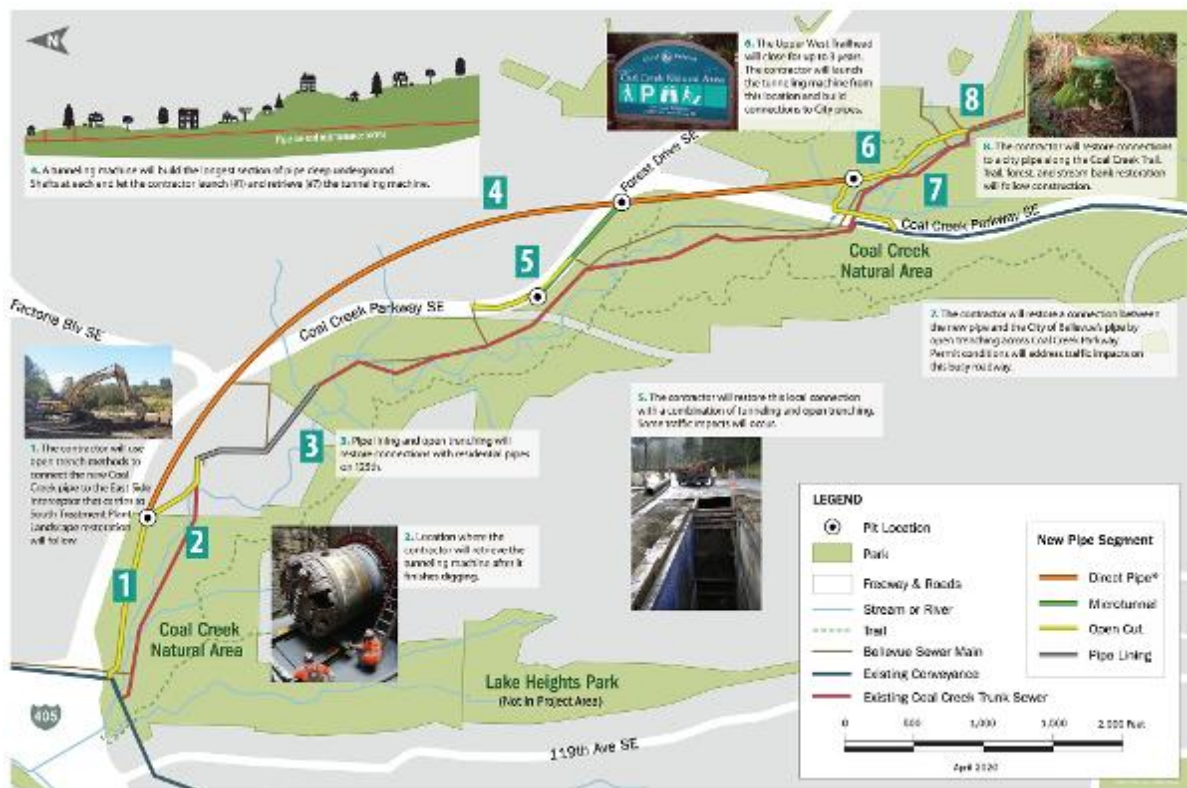 N
4. A tunneling machine will build the longest section of pipe deep underground.
Shafts at each end let the contractor launch (#1) and retrieve (#7) the tunneling machine.
Coal Creek Natural Area
P
6. The Upper West Trailhead
will close for up to 3 years.
The contractor will launch
the tunneling machine from
this location and build
connections to City pipes.
8
8. The contractor will restore connections
to a city pipe along the Coal Creek Trail.
Trail, forest, and stream bank restoration
will follow construction.
6
7
4
Forest Drive SE
5
Coal Creek Parkway SE
Coal Creek
Natural Area
Coal Creek Parkway SE
Factoria Blv SE
7. The contractor will restore a connection between
the new pipe and the City of Bellevue's pipe by
open trenching across Coal Creek Parkway.
Permit conditions will address traffic impacts on
this busy roadway.
1. The contractor will use
open trench methods to
connect the new Coal
Creek pipe to the East Side
Interceptor that carries to
South Treatment Plant.
Landscape restoration
will follow
3
3. Pipe lining and open trenching will
restore connections with residential pipes
on 125th.
5. The contractor will restore this local connection
with a combination of tunneling and open trenching.
Some traffic impacts will occur.
2
2. Location where the
contractor will retrieve the
tunneling machine after it
finishes digging.
1
Coal Creek
Natural Area
Lake Heights Park
(Not In Project Area)
405
119th Ave SE
LEGEND
Pit Location
Park
Freeway & Roads
Stream or River
Trail
Bellevue Sewer Main
Existing Conveyance
Existing Coal Creek Trunk Sewer
New Pipe Segment
Direct Pipe®
Microtunnel
Open Cut
Pipe Lining
0 500 1,000 1,500 2,000 Feet
April 2020